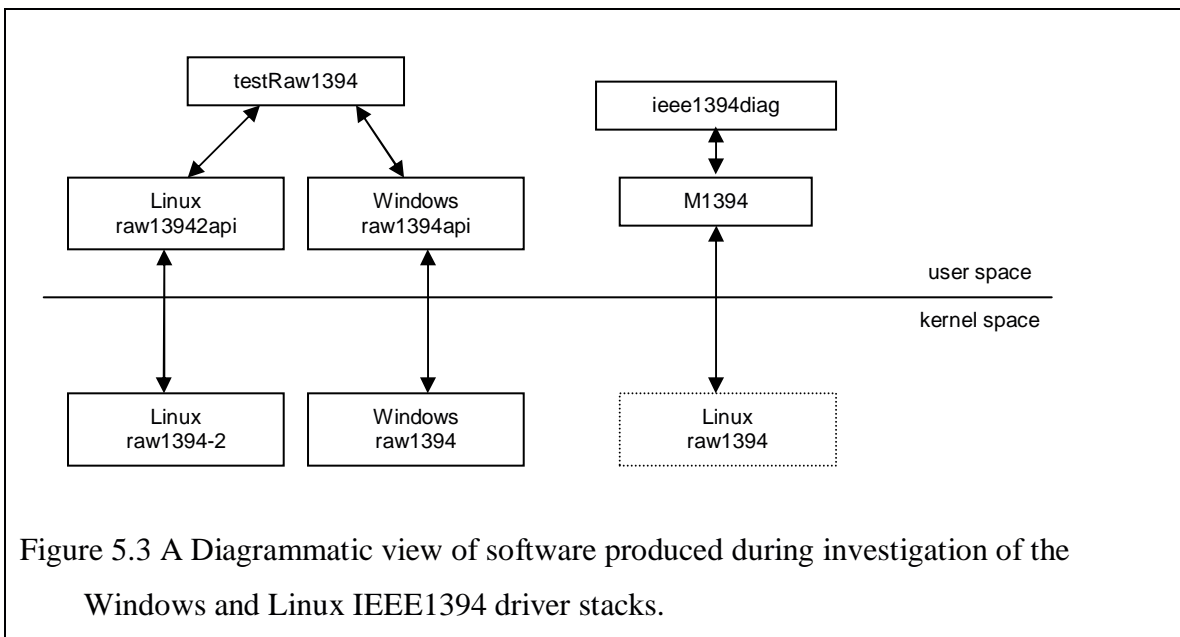 testRaw1394
ieee1394diag
Linux
raw13942api
Windows
raw1394api
M1394
user space
kernel space
Linux
raw1394-2
Windows
raw1394
Linux
raw1394
Figure 5.3 A Diagrammatic view of software produced during investigation of the
Windows and Linux IEEE1394 driver stacks.